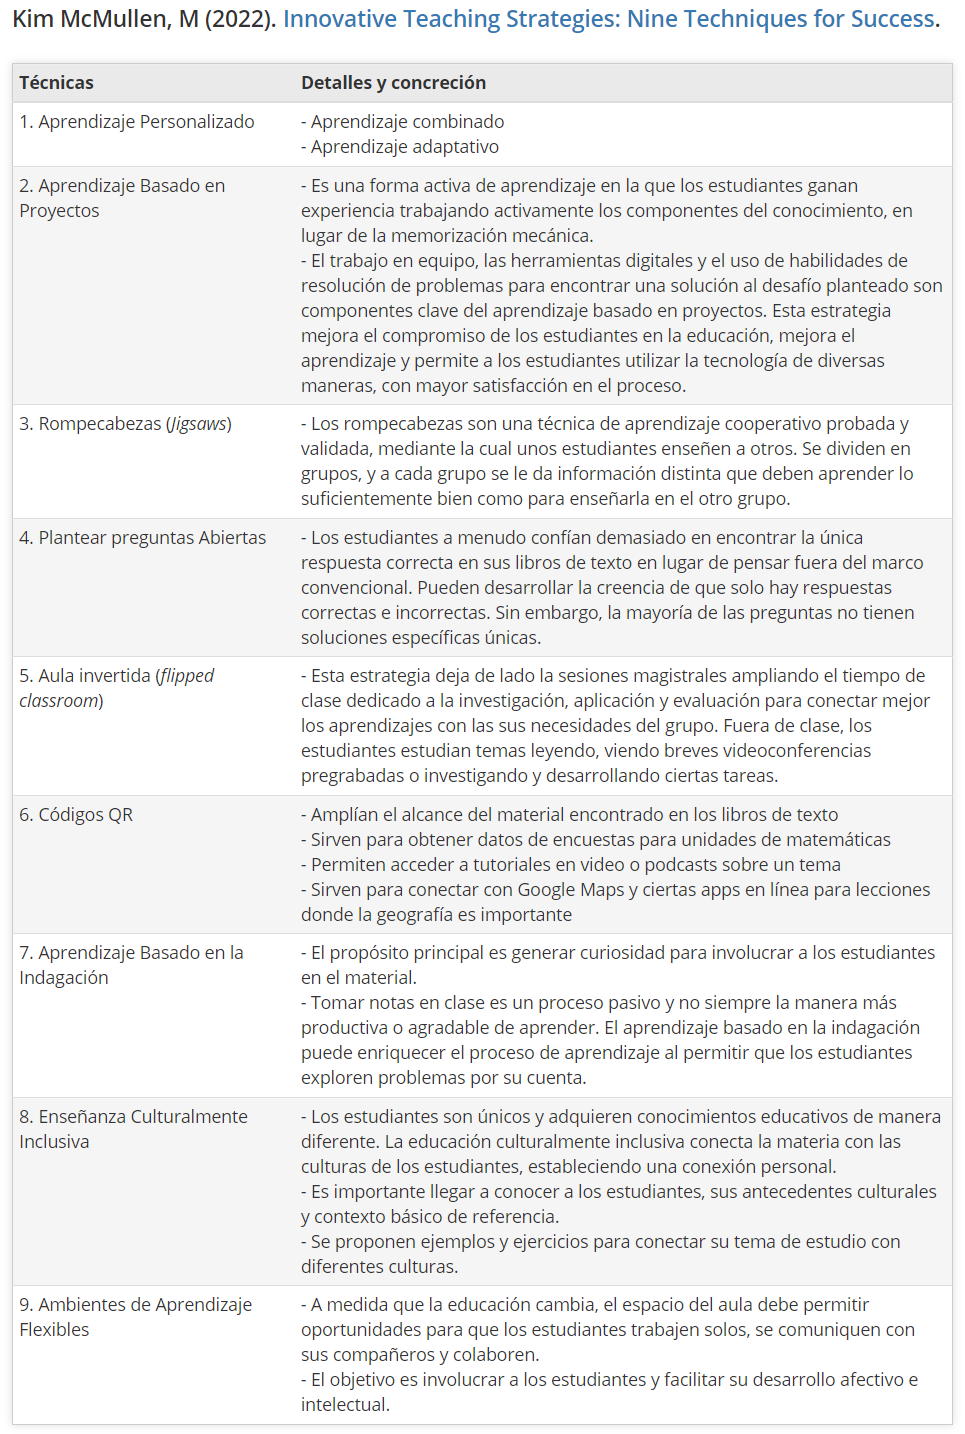 Kim McMullen, M (2022). Innovative Teaching Strategies: Nine Techniques for Success.
Técnicas
Detalles y concreción
1. Aprendizaje Personalizado
- Aprendizaje combinado
- Aprendizaje adaptativo
2. Aprendizaje Basado en
Proyectos
- Es una forma activa de aprendizaje en la que los estudiantes ganan
experiencia trabajando activamente los componentes del conocimiento, en
lugar de la memorización mecánica.
- El trabajo en equipo, las herramientas digitales y el uso de habilidades de
resolución de problemas para encontrar una solución al desafío planteado son
componentes clave del aprendizaje basado en proyectos. Esta estrategia
mejora el compromiso de los estudiantes en la educación, mejora el
aprendizaje y permite a los estudiantes utilizar la tecnología de diversas
maneras, con mayor satisfacción en el proceso.
3. Rompecabezas (Jigsaws)
- Los rompecabezas son una técnica de aprendizaje cooperativo probada y
validada, mediante la cual unos estudiantes enseñen a otros. Se dividen en
grupos, y a cada grupo se le da información distinta que deben aprender lo
suficientemente bien como para enseñarla en el otro grupo.
4. Plantear preguntas Abiertas
- Los estudiantes a menudo confían demasiado en encontrar la única
respuesta correcta en sus libros de texto en lugar de pensar fuera del marco
convencional. Pueden desarrollar la creencia de que solo hay respuestas
correctas e incorrectas. Sin embargo, la mayoría de las preguntas no tienen
soluciones específicas únicas.
5. Aula invertida (flipped
classroom)
- Esta estrategia deja de lado la sesiones magistrales ampliando el tiempo de
clase dedicado a la investigación, aplicación y evaluación para conectar mejor
los aprendizajes con las sus necesidades del grupo. Fuera de clase, los
estudiantes estudian temas leyendo, viendo breves videoconferencias
pregrabadas o investigando y desarrollando ciertas tareas.
6. Códigos QR
- Amplían el alcance del material encontrado en los libros de texto
- Sirven para obtener datos de encuestas para unidades de matemáticas
- Permiten acceder a tutoriales en video o podcasts sobre un tema
- Sirven para conectar con Google Maps y ciertas apps en línea para lecciones
donde la geografía es importante
7. Aprendizaje Basado en la
Indagación
- El propósito principal es generar curiosidad para involucrar a los estudiantes
en el material.
- Tomar notas en clase es un proceso pasivo y no siempre la manera más
productiva o agradable de aprender. El aprendizaje basado en la indagación
puede enriquecer el proceso de aprendizaje al permitir que los estudiantes
exploren problemas por su cuenta.
8. Enseñanza Culturalmente
Inclusiva
- Los estudiantes son únicos y adquieren conocimientos educativos de manera
diferente. La educación culturalmente inclusiva conecta la materia con las
culturas de los estudiantes, estableciendo una conexión personal.
- Es importante llegar a conocer a los estudiantes, sus antecedentes culturales
y contexto básico de referencia.
- Se proponen ejemplos y ejercicios para conectar su tema de estudio con
diferentes culturas.
9. Ambientes de Aprendizaje
Flexibles
- A medida que la educación cambia, el espacio del aula debe permitir
oportunidades para que los estudiantes trabajen solos, se comuniquen con
sus compañeros y colaboren.
- El objetivo es involucrar a los estudiantes y facilitar su desarrollo afectivo e
intelectual.